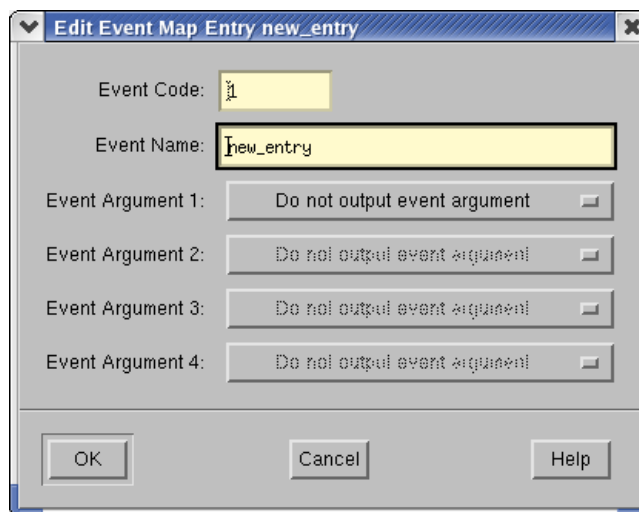 Edit Event Map Entry new_entry
Event Code: 1
Event Name: new_entry
Event Argument 1: Do not output event argument
Event Argument 2: Do not output event argument
Event Argument 3: Do not output event argument
Event Argument 4: Do not output event argument
OK Cancel Help